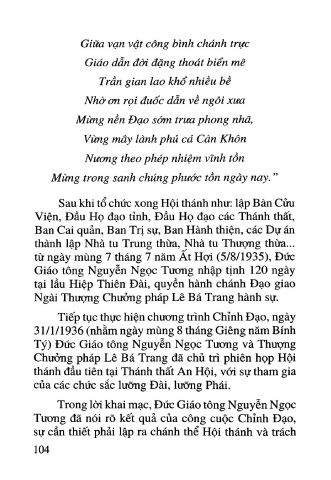 Giữa vạn vật công bình chánh trực
Giáo dẫn đời đặng thoát biển mê
Trần gian lao khổ nhiều bề
Nhờ ơn rọi đuốc dẫn về ngôi xưa
Mừng nền Đạo sớm trưa phong nhã,
Vừng mây lành phủ cả Càn Khôn
Nương theo phép nhiệm vĩnh tồn
Mừng trong sanh chúng phước tồn ngày nay."
Sau khi tổ chức xong Hội thánh như: lập Bàn Cửu
Viện, Đầu Họ đạo tỉnh, Đầu Họ đạo các Thánh thất,
Ban Cai quản, Ban Trị sự, Ban Hành thiện, các Dự án
thành lập Nhà tu Trung thừa, Nhà tu Thượng thừa...
từ ngày mùng 7 tháng 7 năm Ất Hợi (5/8/1935), Đức
Giáo tông Nguyễn Ngọc Tương nhập tịnh 120 ngày
tại lầu Hiệp Thiên Đài, quyền hành chánh Đạo giao
Ngài Thượng Chưởng pháp Lê Bá Trang hành sự.
Tiếp tục thực hiện chương trình Chỉnh Đạo, ngày
31/1/1936 (nhằm ngày mùng 8 tháng Giêng năm Bính
Tý) Đức Giáo tông Nguyễn Ngọc Tương và Thượng
Chưởng pháp Lê Bá Trang đã chủ trì phiên họp Hội
thánh đầu tiên tại Thánh thất An Hội, với sự tham gia
của các chức sắc lưỡng Đài, lưỡng Phái.
Trong lời khai mạc, Đức Giáo tông Nguyễn Ngọc
Tương đã nói rõ kết quả của công cuộc Chỉnh Đạo,
sự cần thiết phải lập ra chánh thể Hội thánh và trách
104